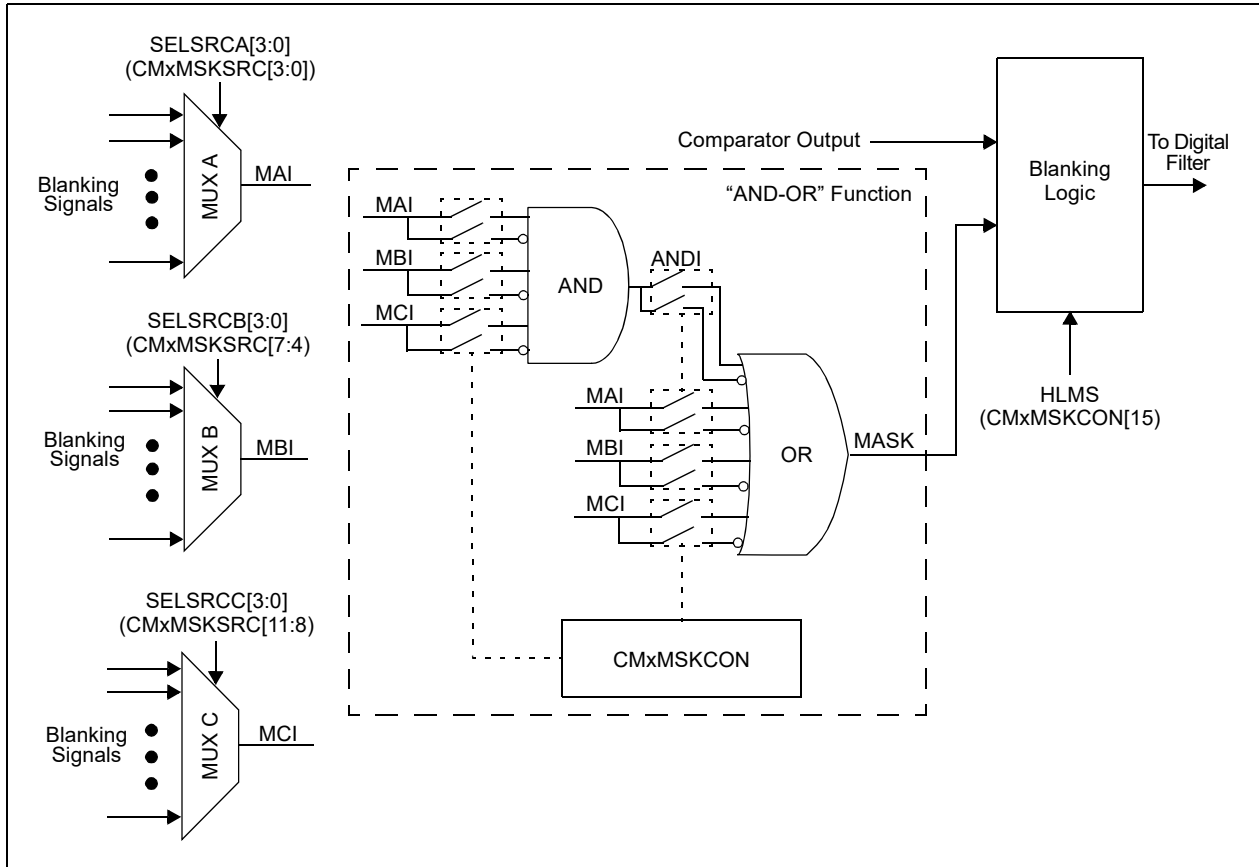 SELSRCA[3:0]
(CMxMSKSRC[3:0])
Blanking
Signals
MUX A
MAI
SELSRCB[3:0]
(CMxMSKSRC[7:4)
Blanking
Signals
MUX B
MBI
SELSRCC[3:0]
(CMxMSKSRC[11:8)
Blanking
Signals
MUX C
MCI
“AND-OR” Function
MAI
MBI
MCI
AND
ANDI
MAI
MBI
MCI
OR
MASK
CMxMSKCON
Comparator Output
Blanking
Logic
To Digital
Filter
HLMS
(CMxMSKCON[15)